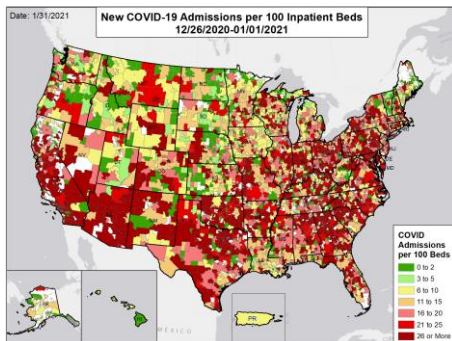 Date: 1/31/2021
New COVID-19 Admissions per 100 Inpatient Beds
12/26/2020-01/01/2021
MEXICO
PR
COVID
Admissions
per 100 Beds
0 to 2
3 to 5
6 to 10
11 to 15
16 to 20
21 to 25
26 or More